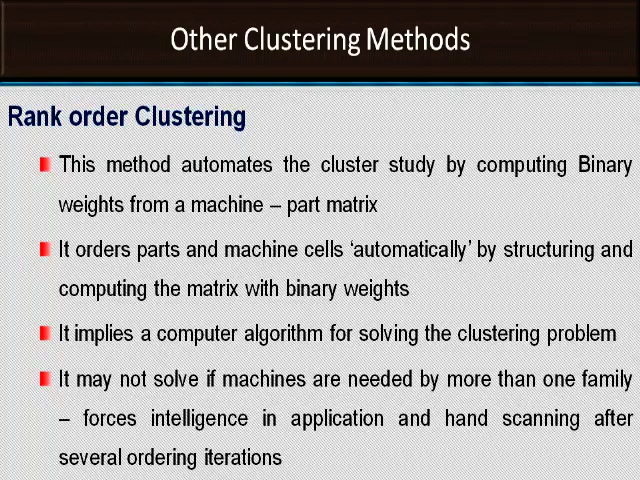 Other Clustering Methods
Rank order Clustering
This method automates the cluster study by computing Binary
weights from a machine – part matrix
It orders parts and machine cells ‘automatically’ by structuring and
computing the matrix with binary weights
It implies a computer algorithm for solving the clustering problem
It may not solve if machines are needed by more than one family
– forces intelligence in application and hand scanning after
several ordering iterations